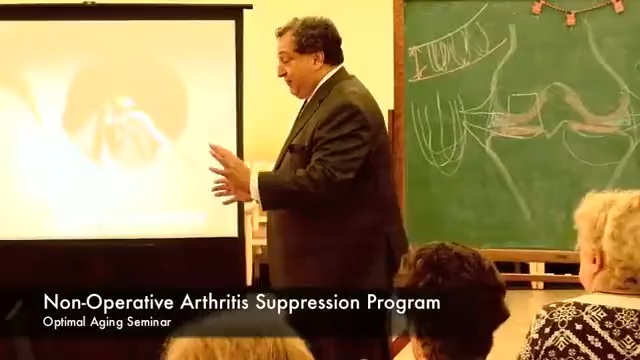 Non-Operative Arthritis Suppression Program
Optimal Aging Seminar